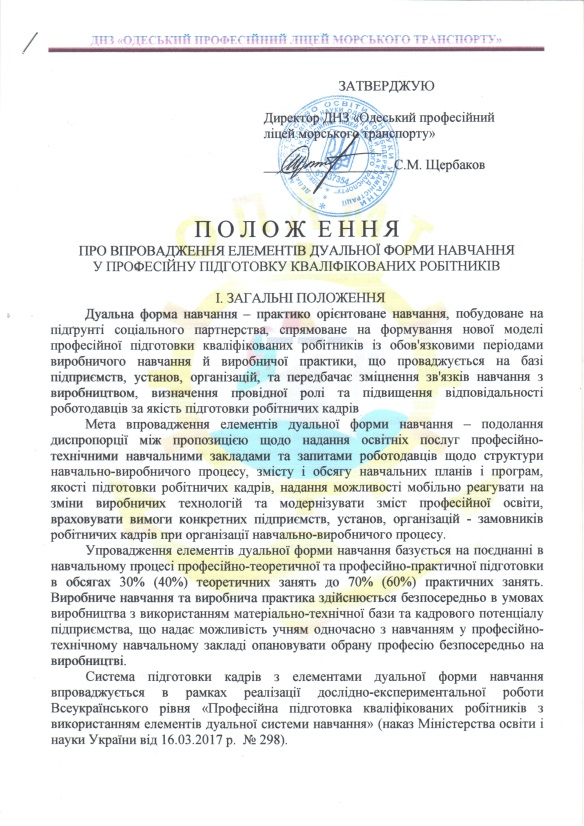 ДНЗ «ОДЕСЬКИЙ ПРОФЕСІЙНИЙ ЛІЦЕЙ МОРСЬКОГО ТРАНСПОРТУ»
ЗАТВЕРДЖУЮ
Директор ДНЗ «Одеський професійний
ліцей морського транспорту»
С.М. Щербаков
П О Л О Ж Е Н Н Я
ПРО ВПРОВАДЖЕННЯ ЕЛЕМЕНТІВ ДУАЛЬНОЇ ФОРМИ НАВЧАННЯ
У ПРОФЕСІЙНУ ПІДГОТОВКУ КВАЛІФІКОВАНИХ РОБІТНИКІВ
І. ЗАГАЛЬНІ ПОЛОЖЕННЯ
Дуальна форма навчання – практико орієнтоване навчання, побудоване на
підґрунті соціального партнерства, спрямоване на формування нової моделі
професійної підготовки кваліфікованих робітників із обов'язковими періодами
виробничого навчання й виробничої практики, що проваджується на базі
підприємств, установ, організацій, та передбачає зміцнення зв'язків навчання з
виробництвом, визначення провідної ролі та підвищення відповідальності
роботодавців за якість підготовки робітничих кадрів
Мета впровадження елементів дуальної форми навчання – подолання
диспропорції між пропозицією щодо надання освітніх послуг професійно-
технічними навчальними закладами та запитами роботодавців щодо структури
навчально-виробничого процесу, змісту і обсягу навчальних планів і програм,
якості підготовки робітничих кадрів, надання можливості мобільно реагувати на
зміни виробничих технологій та модернізувати зміст професійної освіти,
враховувати вимоги конкретних підприємств, установ, організацій - замовників
робітничих кадрів при організації навчально-виробничого процесу.
Упровадження елементів дуальної форми навчання базується на поєднанні в
навчальному процесі професійно-теоретичної та професійно-практичної підготовки
в обсягах 30% (40%) теоретичних занять до 70% (60%) практичних занять.
Виробниче навчання та виробнича практика здійснюється безпосередньо в умовах
виробництва з використанням матеріально-технічної бази та кадрового потенціалу
підприємства, що надає можливість учням одночасно з навчанням у професійно-
технічному навчальному закладі опановувати обрану професію безпосередньо на
виробництві.
Система підготовки кадрів з елементами дуальної форми навчання
впроваджується в рамках реалізації дослідно-експериментальної роботи
Всеукраїнського рівня «Професійна підготовка кваліфікованих робітників з
використанням елементів дуальної системи навчання» (наказ Міністерства освіти і
науки України від 16.03.2017 р. № 298).